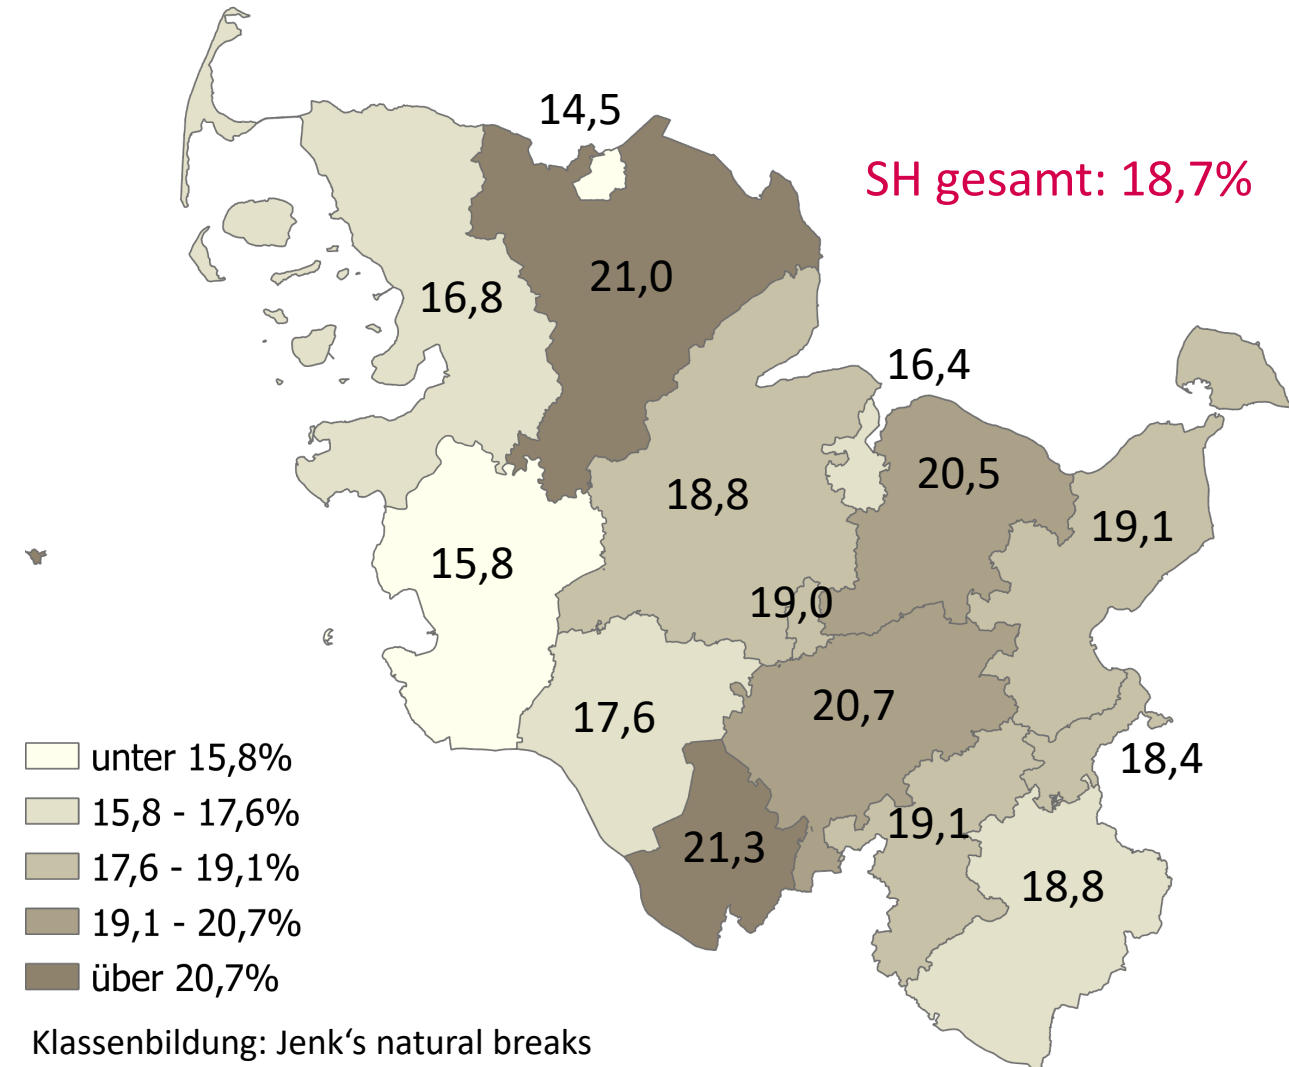 14,5
SH gesamt: 18,7%
21,0
16,8
16,4
20,5
18,8
19,1
15,8
19,0
20,7
17,6
18,4
19,1
21,3
18,8
unter 15,8%
15,8 - 17,6%
17,6 - 19,1%
19,1 - 20,7%
über 20,7%
Klassenbildung: Jenk‘s natural breaks